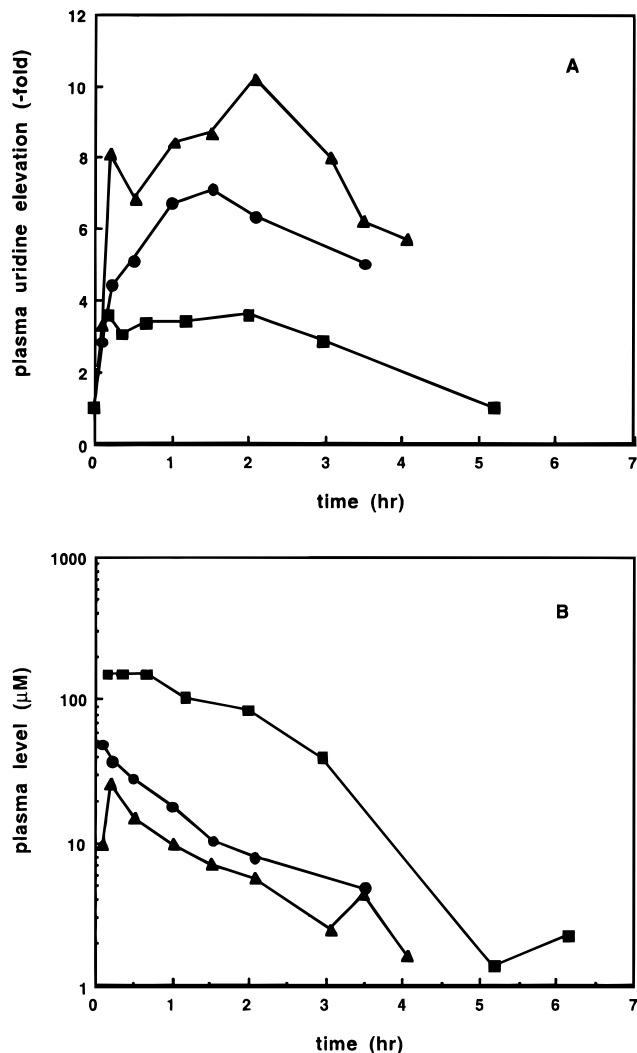 12
10
8
6
4
2
0
plasma uridine elevation (-fold)
A
0 1 2 3 4 5 6 7
time (hr)
1000
100
10
1
plasma level (μM)
B
0 1 2 3 4 5 6 7
time (hr)